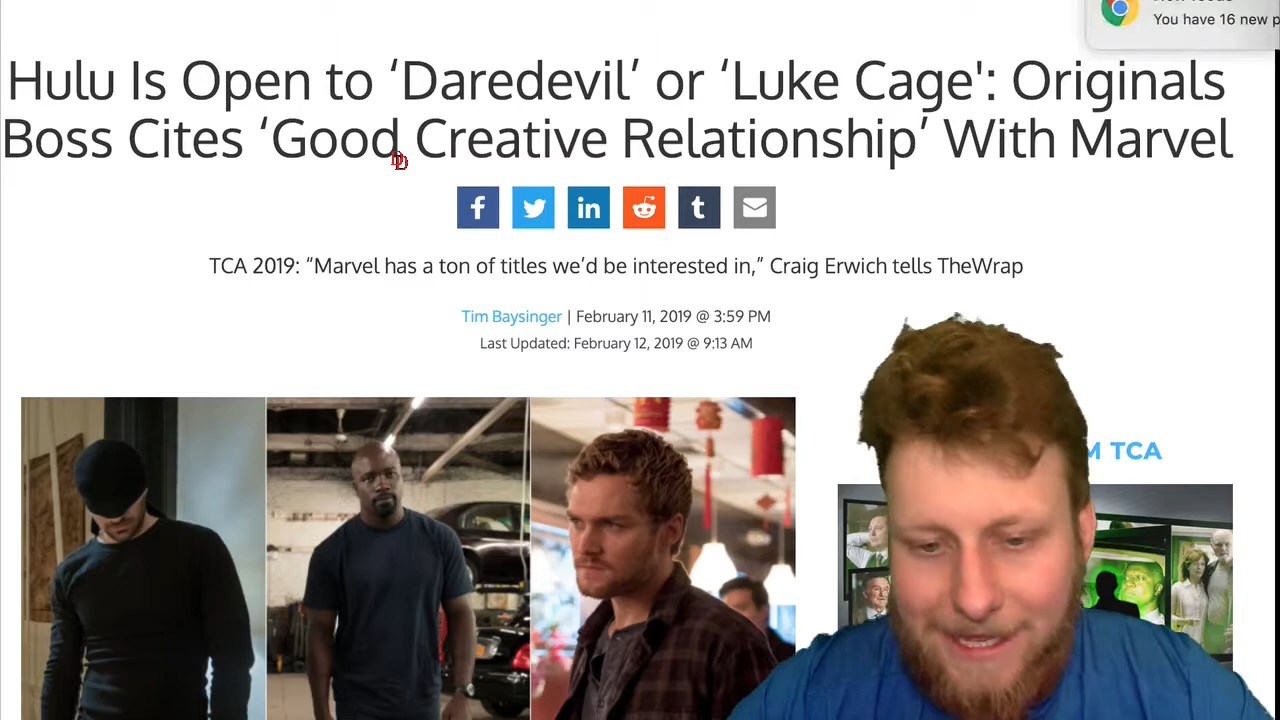 You have 16 new p
Hulu Is Open to ‘Daredevil’ or ‘Luke Cage': Originals
Boss Cites ‘Good Creative Relationship’ With Marvel
f
in
t
TCA 2019: “Marvel has a ton of titles we’d be interested in,” Craig Erwich tells TheWrap
Tim Baysinger | February 11, 2019 @ 3:59 PM
Last Updated: February 12, 2019 @ 9:13 AM
M TCA